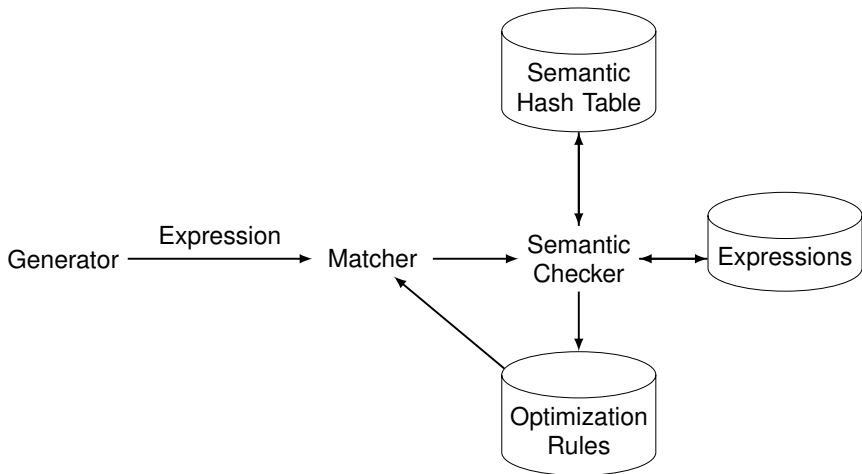 Semantic
Hash Table
Expression
Generator
Matcher
Semantic
Checker
Expressions
Optimization
Rules